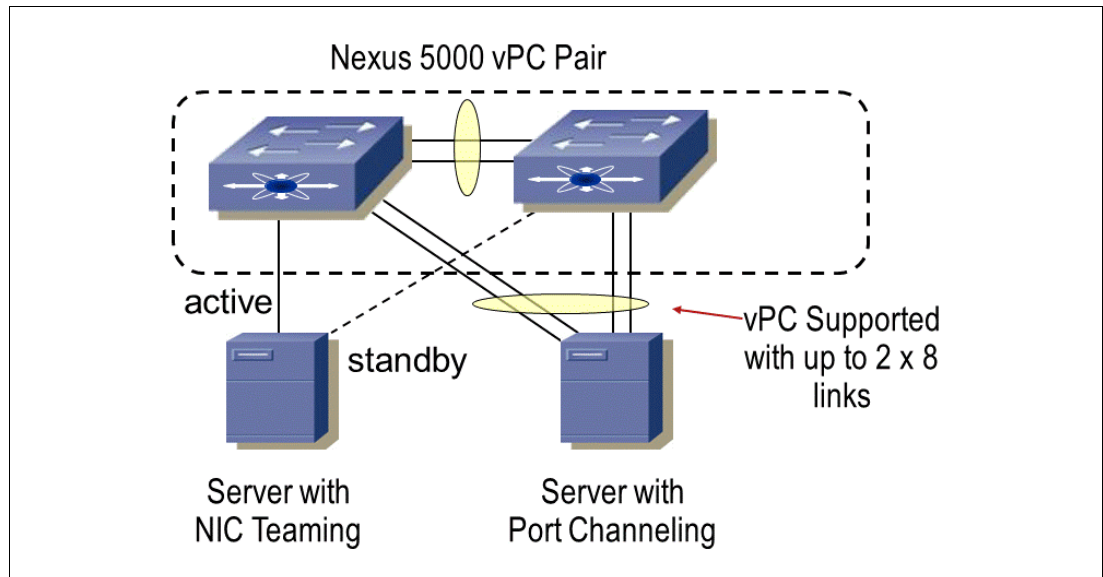 Nexus 5000 vPC Pair
active
standby
vPC Supported
with up to 2 x 8
links
Server with
NIC Teaming
Server with
Port Channeling